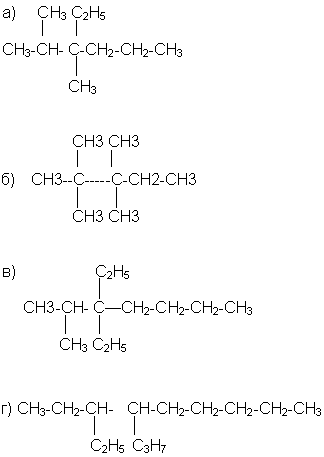 а) CH₃ C₂H₅
CH₃-CH- C-CH₂-CH₂-CH₃
CH₃
CH3 CH3
б) CH3--C-----C-CH2-CH3
CH3 CH3
в) C₂H₅
CH3-CH- C—CH₂-CH₂-CH₂-CH₃
CH₃ C₂H₅
г) CH₃-CH₂-CH- CH-CH₂-CH₂-CH₂-CH₂-CH₃
C₂H₅ C₃H₇